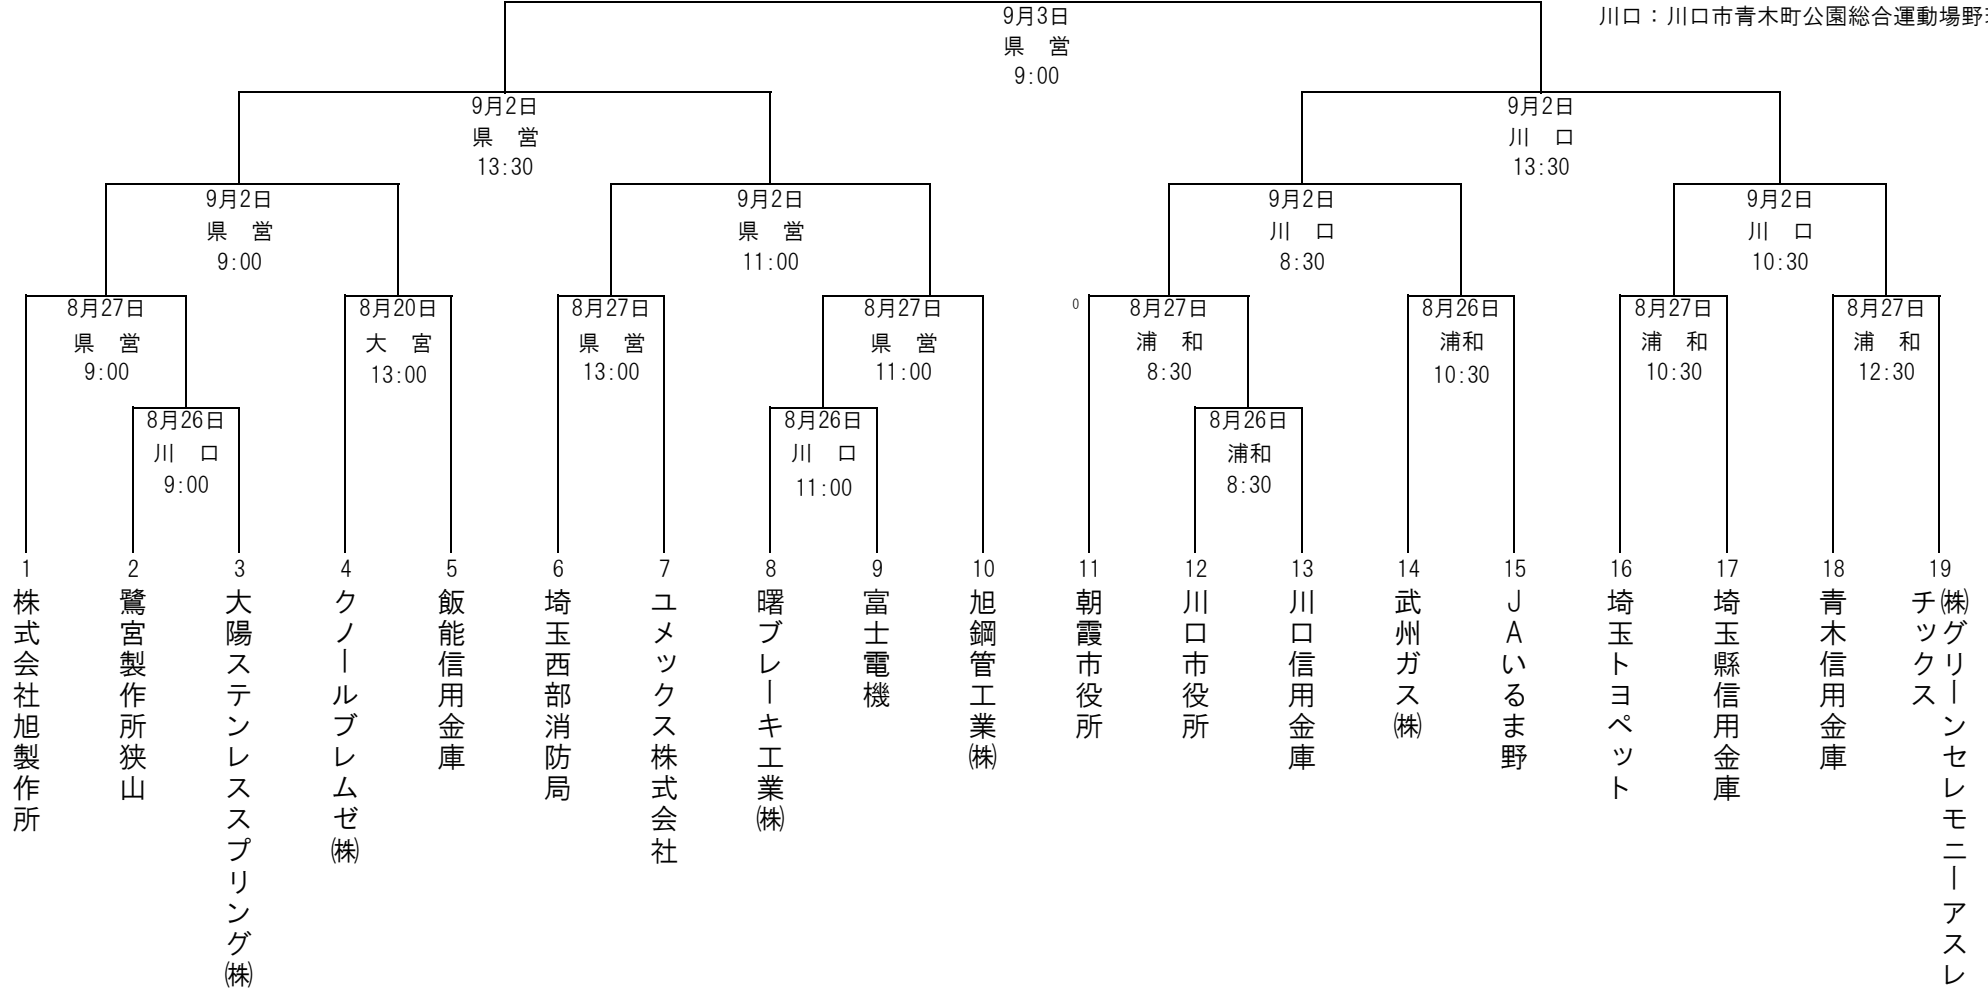 9月3日
県　営
9:00
川口：川口市青木町公園総合運動場野
9月2日
県　営
13:30
9月2日
川　口
13:30
9月2日
県　営
9:00
9月2日
県　営
11:00
9月2日
川　口
8:30
9月2日
川　口
10:30
8月27日
県　営
9:00
8月20日
大　宮
13:00
8月27日
県　営
13:00
8月27日
県　営
11:00
0
8月27日
浦　和
8:30
8月26日
浦和
10:30
8月27日
浦　和
10:30
8月27日
浦　和
12:30
8月26日
川　口
9:00
8月26日
川　口
11:00
8月26日
浦和
8:30
1
株式会社旭製作所
2
鷺宮製作所狭山
3
大陽ステンレススプリング㈱
4
クノールブレムゼ㈱
5
飯能信用金庫
6
埼玉西部消防局
7
ユメックス株式会社
8
曙ブレーキ工業㈱
9
富士電機
10
旭鋼管工業㈱
11
朝霞市役所
12
川口市役所
13
川口信用金庫
14
武州ガス㈱
15
ＪＡいるま野
16
埼玉トヨペット
17
埼玉縣信用金庫
18
青木信用金庫
19
㈱グリーンセレモニーアスレ
チックス